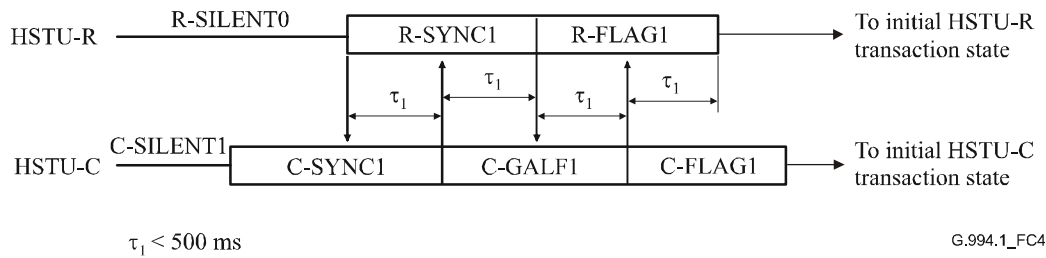 R-SILENT0
HSTU-R
R-SYNC1
R-FLAG1
To initial HSTU-R
transaction state
τ1
τ1
τ1
τ1
C-SILENT1
HSTU-C
C-SYNC1
C-GALF1
C-FLAG1
To initial HSTU-C
transaction state
τ1 < 500 ms
G.994.1_FC4